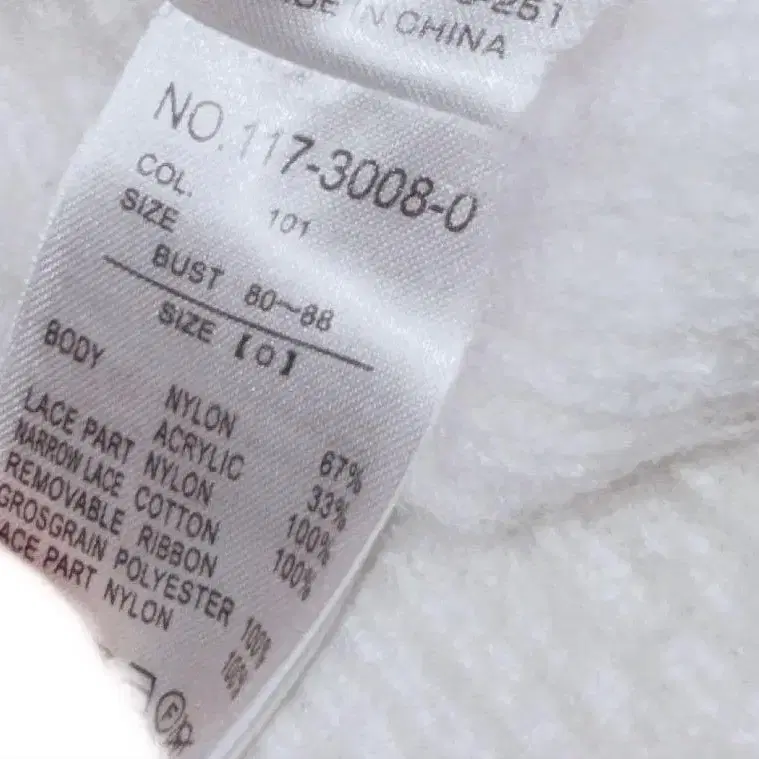 -251
IN CHINA
NO. 117-3008-0
COL. 101
SIZE
BUST 80~88
SIZE 【0】
BODY NYLON 67%
ACRYLIC 33%
LACE PART NYLON 100%
NARROW LACE COTTON 100%
REMOVABLE RIBBON
GROSGRAIN POLYESTER 100%
LACE PART NYLON 100%
F